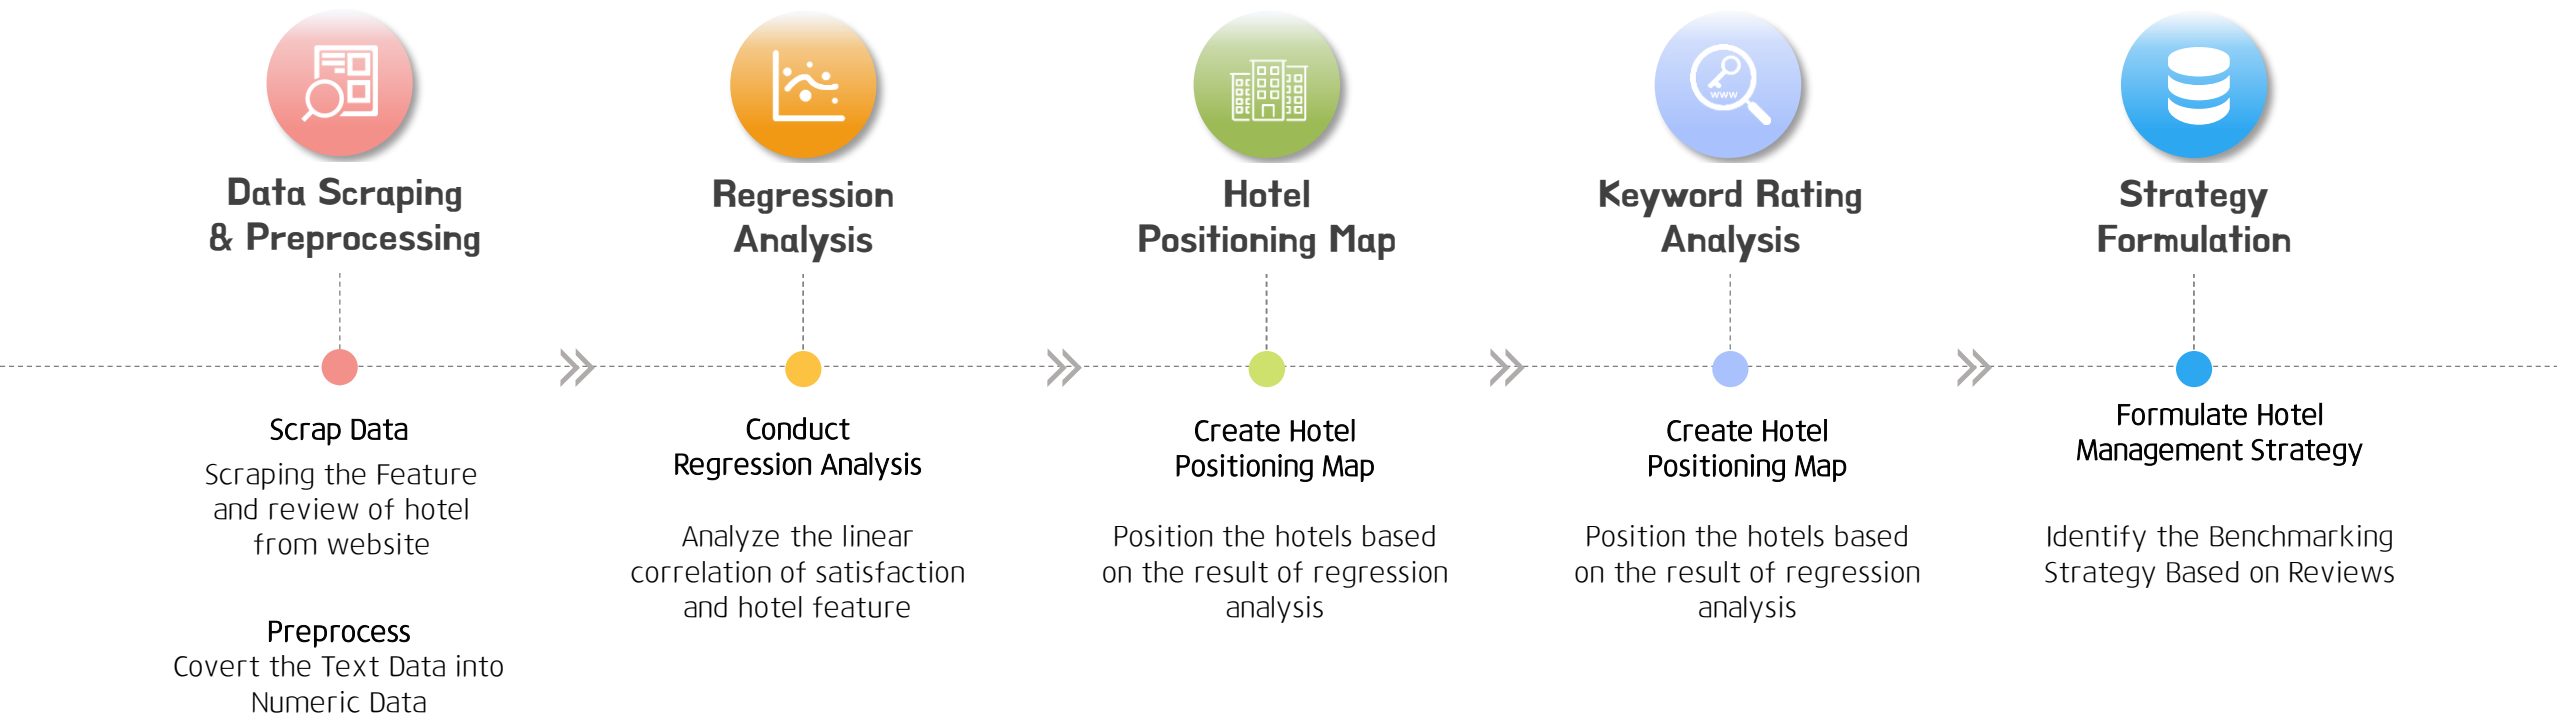 Data Scraping
& Preprocessing
Scrap Data
Scraping the Feature
and review of hotel
from website
Preprocess
Covert the Text Data into
Numeric Data
Regression
Analysis
Conduct
Regression Analysis
Analyze the linear
correlation of satisfaction
and hotel feature
Hotel
Positioning Map
Create Hotel
Positioning Map
Position the hotels based
on the result of regression
analysis
www
Keyword Rating
Analysis
Create Hotel
Positioning Map
Position the hotels based
on the result of regression
analysis
Strategy
Formulation
Formulate Hotel
Management Strategy
Identify the Benchmarking
Strategy Based on Reviews